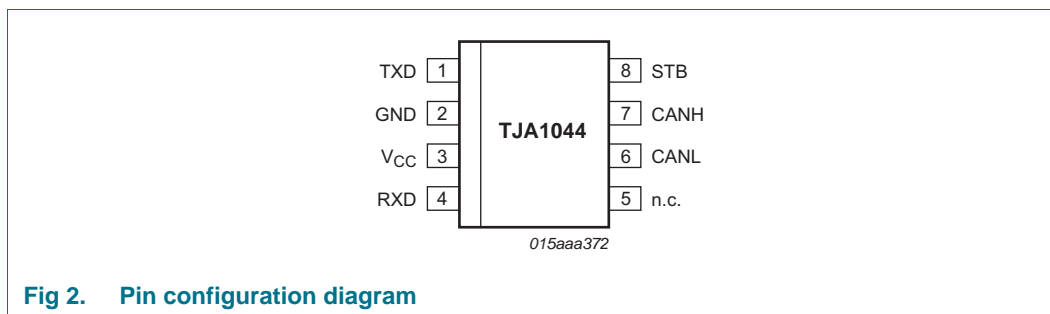 TXD 1 8 STB
GND 2 7 CANH
TJA1044
VCC 3 6 CANL
RXD 4 5 n.c.
015aaa372
Fig 2. Pin configuration diagram